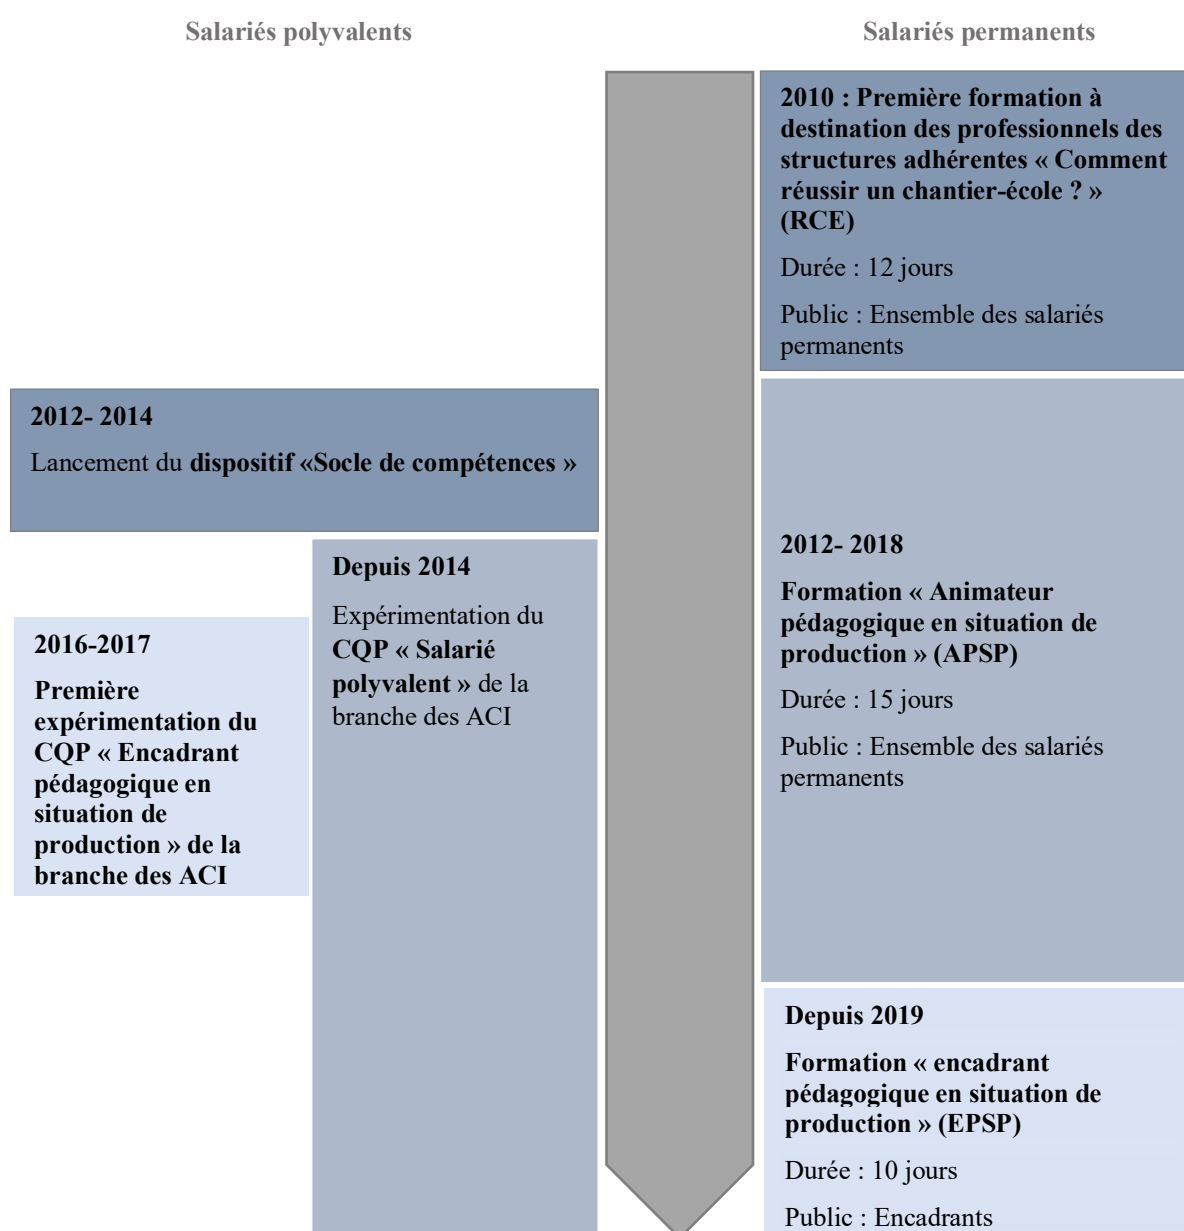 Salariés polyvalents
Salariés permanents
2010 : Première formation à
destination des professionnels des
structures adhérentes « Comment
réussir un chantier-école ? »
(RCE)
Durée : 12 jours
Public : Ensemble des salariés
permanents
2012- 2014
Lancement du dispositif «Socle de compétences »
Depuis 2014
Expérimentation du
CQP « Salarié
polyvalent » de la
branche des ACI
2016-2017
Première
expérimentation du
CQP « Encadrant
pédagogique en
situation de
production » de la
branche des ACI
2012- 2018
Formation « Animateur
pédagogique en situation de
production » (APSP)
Durée : 15 jours
Public : Ensemble des salariés
permanents
Depuis 2019
Formation « encadrant
pédagogique en situation de
production » (EPSP)
Durée : 10 jours
Public : Encadrants